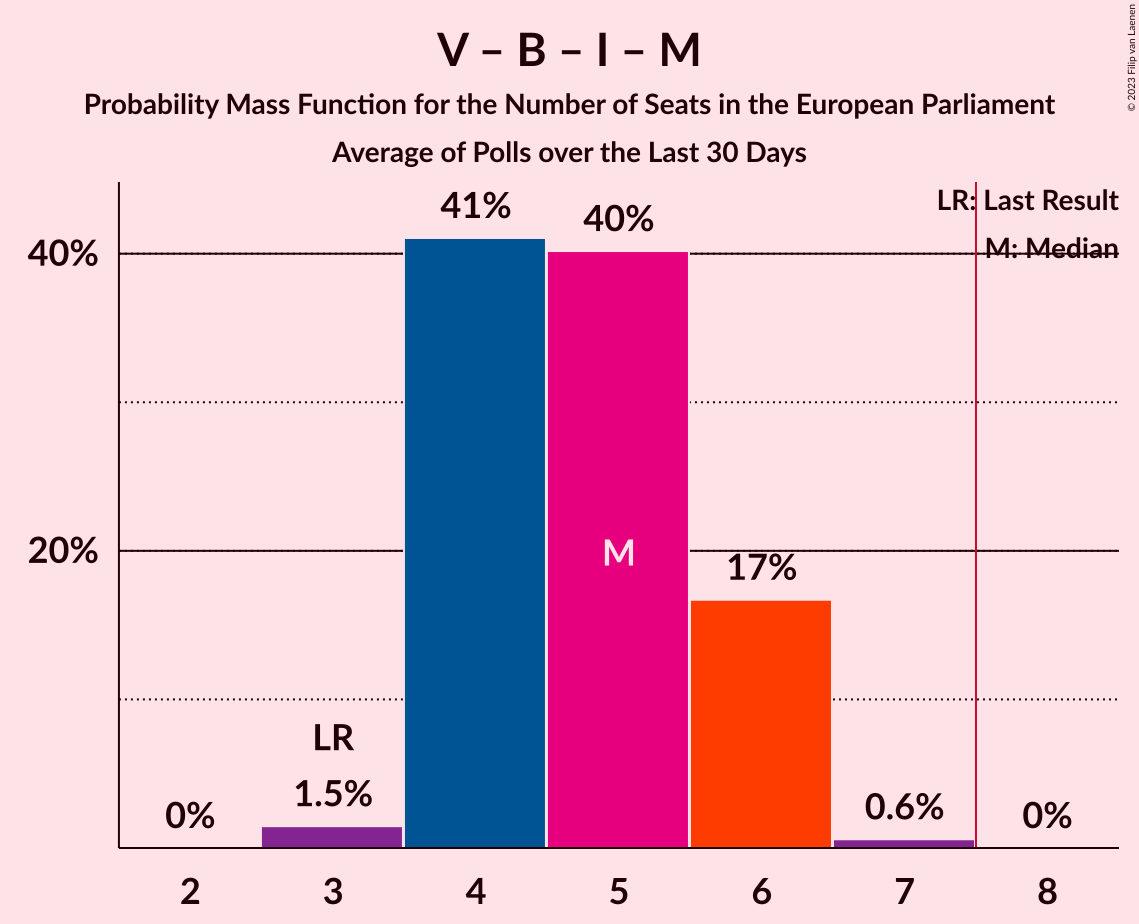 V – B – I – M
Probability Mass Function for the Number of Seats in the European Parliament
Average of Polls over the Last 30 Days
© 2023 Filip van Laenen
LR: Last Result
M: Median
41%
40%
40%
M
20%
17%
LR
1.5%
0%
0.6%
0%
2 3 4 5 6 7 8